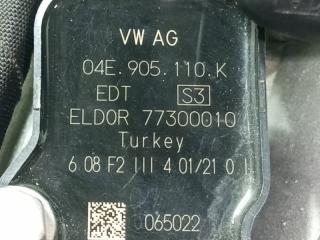 VW AG
04E.905.110.K
EDT S3
ELDOR 77300010
Turkey
6 08 F2 III 4 01/21 0 I
065022